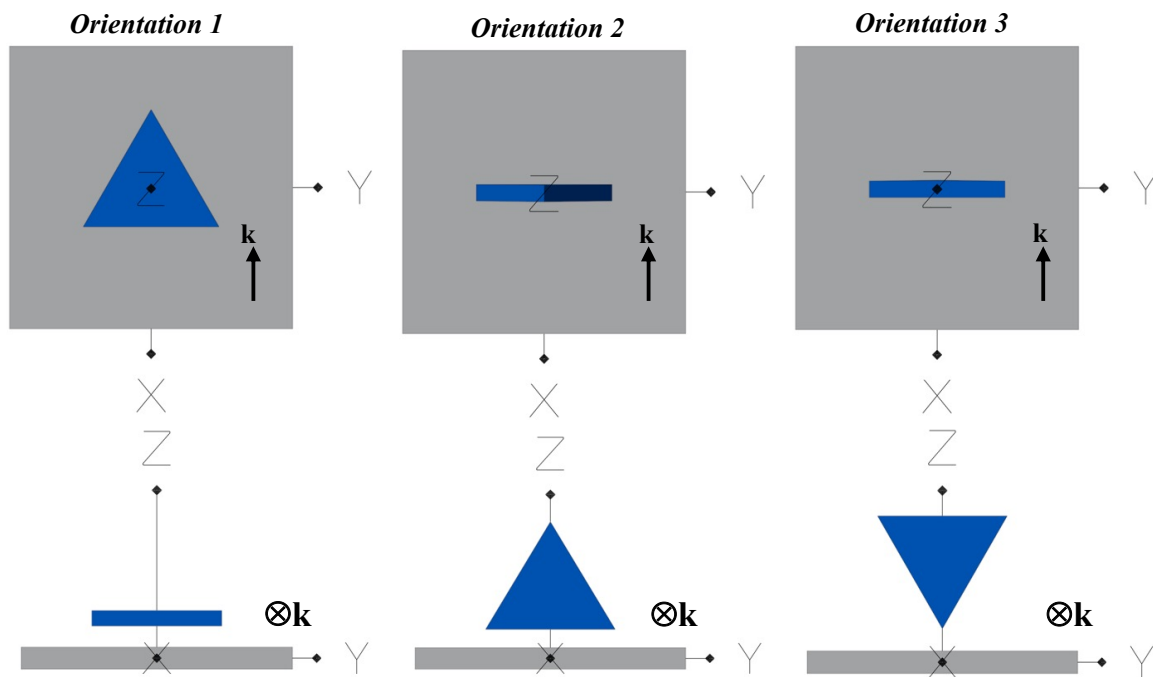 Orientation 1
Orientation 2
Orientation 3
Z
Y
k
X
Z
Y
k
X
Z
Y
k
X
Z
⊗k
X
Y
Z
⊗k
X
Y
Z
⊗k
X
Y